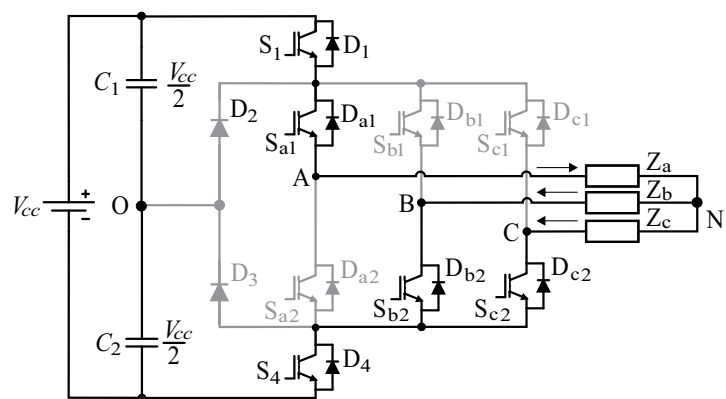 S1 D1
C1 Vcc/2
D2 Da1 Db1 Dc1
Sa1 Sb1 Sc1
A Za
Vcc + - O B Zb N
C Zc
D3 Da2 Db2 Dc2
Sa2 Sb2 Sc2
C2 Vcc/2
S4 D4